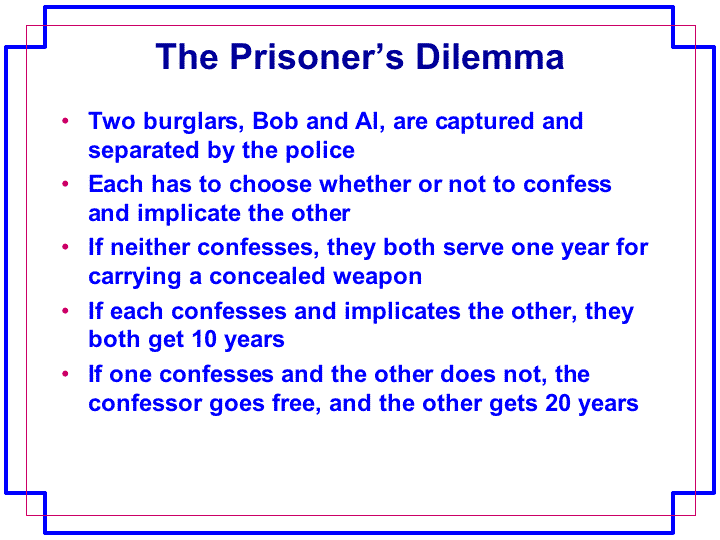 The Prisoner’s Dilemma
• Two burglars, Bob and Al, are captured and
separated by the police
• Each has to choose whether or not to confess
and implicate the other
• If neither confesses, they both serve one year for
carrying a concealed weapon
• If each confesses and implicates the other, they
both get 10 years
• If one confesses and the other does not, the
confessor goes free, and the other gets 20 years